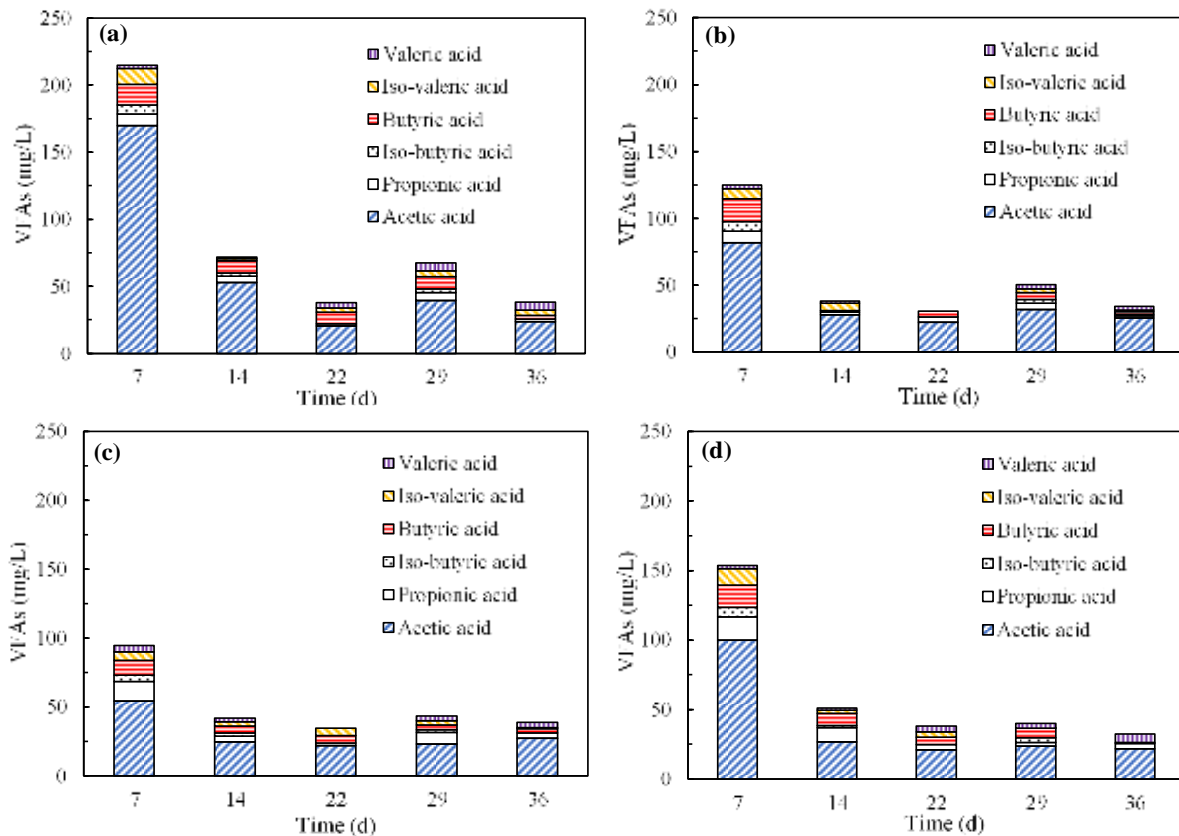 (a)
250
200
150
100
50
0
VFAs (mg/L)
Valeric acid
Iso-valeric acid
Butyric acid
Iso-butyric acid
Propionic acid
Acetic acid
7 14 22 29 36
Time (d)
(b)
250
200
150
100
50
0
VFAs (mg/L)
Valeric acid
Iso-valeric acid
Butyric acid
Iso-butyric acid
Propionic acid
Acetic acid
7 14 22 29 36
Time (d)
(c)
250
200
150
100
50
0
VFAs (mg/L)
Valeric acid
Iso-valeric acid
Butyric acid
Iso-butyric acid
Propionic acid
Acetic acid
7 14 22 29 36
Time (d)
(d)
250
200
150
100
50
0
VFAs (mg/L)
Valeric acid
Iso-valeric acid
Butyric acid
Iso-butyric acid
Propionic acid
Acetic acid
7 14 22 29 36
Time (d)